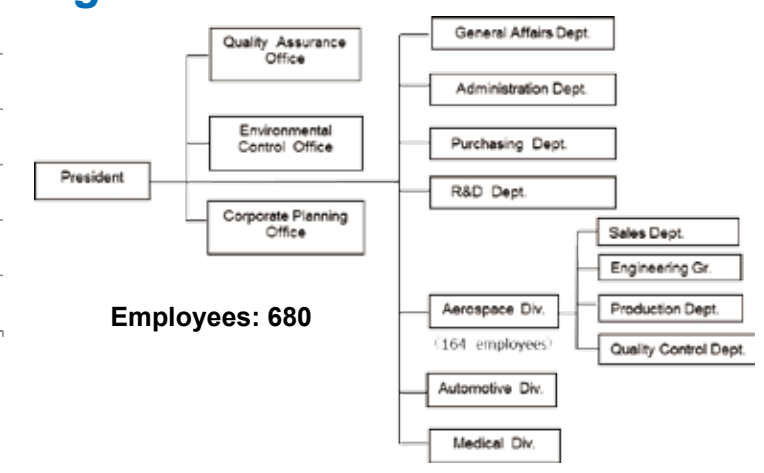 President
Quality Assurance
Office
Environmental
Control Office
Corporate Planning
Office
Employees: 680
General Affairs Dept.
Administration Dept.
Purchasing Dept.
R&D Dept.
Aerospace Div.
(164 employees)
Automotive Div.
Medical Div.
Sales Dept.
Engineering Gr.
Production Dept.
Quality Control Dept.